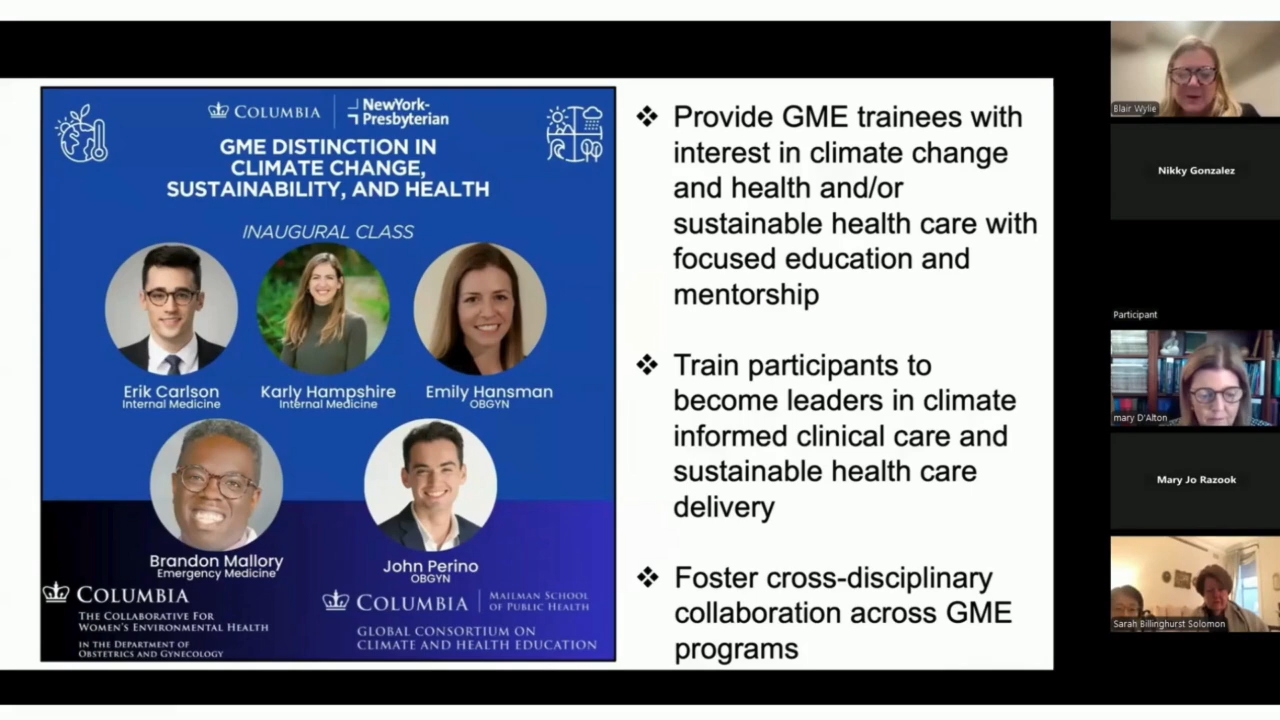 COLUMBIA
NewYork-
Presbyterian
GME DISTINCTION IN
CLIMATE CHANGE,
SUSTAINABILITY, AND HEALTH
INAUGURAL CLASS
Erik Carlson
Internal Medicine
Karly Hampshire
Internal Medicine
Emily Hansman
OBGYN
Brandon Mallory
Emergency Medicine
John Perino
OBGYN
COLUMBIA
THE COLLABORATIVE FOR
WOMEN'S ENVIRONMENTAL HEALTH
IN THE DEPARTMENT OF
OBSTETRICS AND GYNECOLOGY
COLUMBIA
MAILMAN SCHOOL
OF PUBLIC HEALTH
GLOBAL CONSORTIUM ON
CLIMATE AND HEALTH EDUCATION
❖ Provide GME trainees with
interest in climate change
and health and/or
sustainable health care with
focused education and
mentorship
❖ Train participants to
become leaders in climate
informed clinical care and
sustainable health care
delivery
❖ Foster cross-disciplinary
collaboration across GME
programs
Blair Wylie
Nikky Gonzalez
Participant
mary D'Alton
Mary Jo Razook
Sarah Billinghurst Solomon